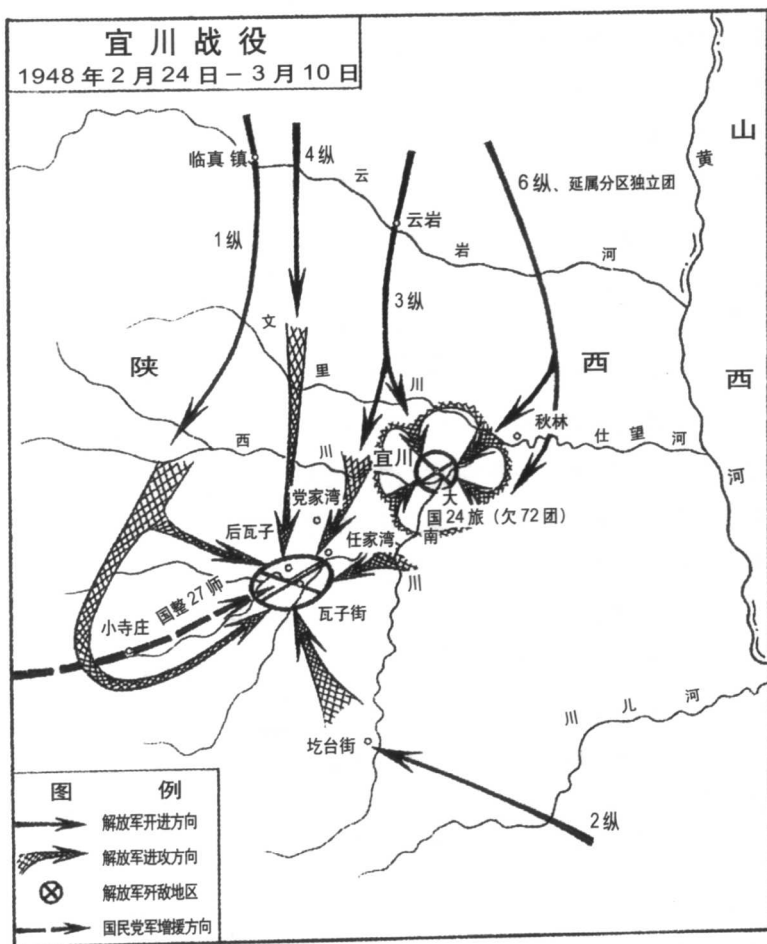 宜川战役
1948年2月24日－3月10日
山
黄
临真镇
4纵
云
6纵、延属分区独立团
云岩
1纵
岩
河
3纵
文
陕
里
西
西
川
秋林
仕望河
西
川
宜川
河
党家湾
大
国24旅（欠72团）
后瓦子
任家湾
南
国整27师
川
小寺庄
瓦子街
川儿河
圪台街
2纵
图例
解放军开进方向
解放军进攻方向
解放军歼敌地区
国民党军增援方向